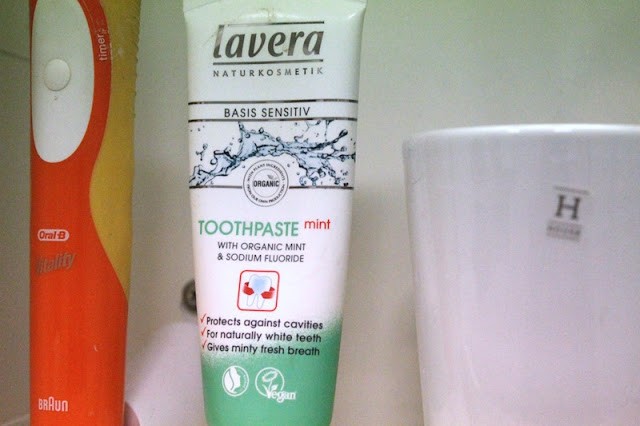 timer
Oral-B
Vitality
BRAUN
lavera
NATURKOSMETIK
BASIS SENSITIV
ORGANIC
TOOTHPASTE mint
WITH ORGANIC MINT
& SODIUM FLUORIDE
✓Protects against cavities
✓For naturally white teeth
✓Gives minty fresh breath
Vegan
H